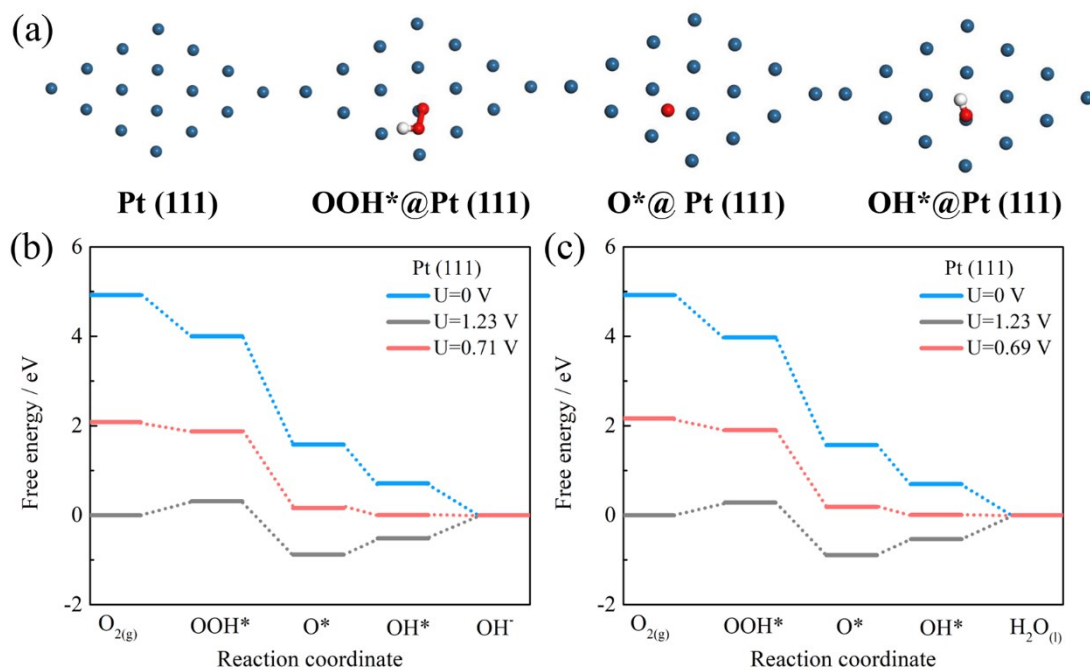 (a)
Pt (111)
OOH*@Pt (111)
O*@ Pt (111)
OH*@Pt (111)
(b)
6
4
2
0
-2
Free energy / eV
Pt (111)
U=0 V
U=1.23 V
U=0.71 V
O2(g)
OOH*
O*
OH*
OH-
Reaction coordinate
(c)
6
4
2
0
-2
Free energy / eV
Pt (111)
U=0 V
U=1.23 V
U=0.69 V
O2(g)
OOH*
O*
OH*
H2O(l)
Reaction coordinate